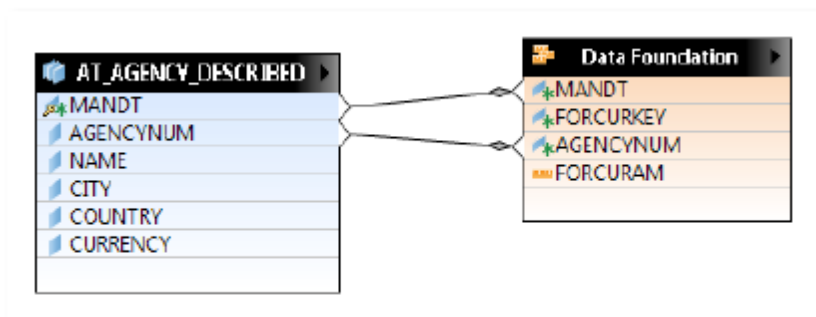 AT_AGENCY_DESCRIBED
MANDT
AGENCYNUM
NAME
CITY
COUNTRY
CURRENCY
Data Foundation
MANDT
FORCURKEY
AGENCYNUM
FORCURAM